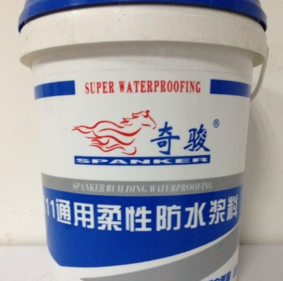 SUPER WATERPROOFING
奇骏®
SPANKER
SPANKER BUILDING WATERPROOFING
11通用柔性防水浆料